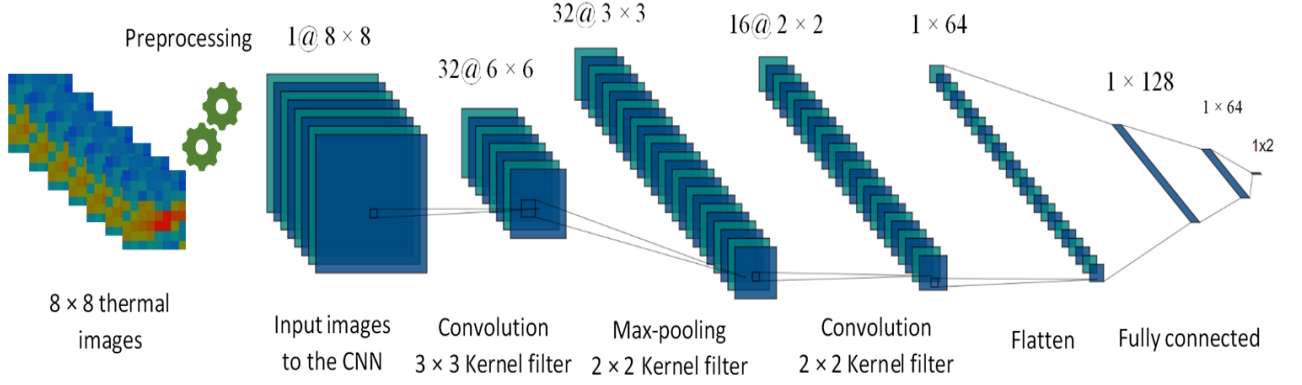 Preprocessing
1@ 8 × 8
32@ 6 × 6
32@ 3 × 3
16@ 2 × 2
1 × 64
1 × 128
1 × 64
1x2
8 × 8 thermal
images
Input images
to the CNN
Convolution
3 × 3 Kernel filter
Max-pooling
2 × 2 Kernel filter
Convolution
2 × 2 Kernel filter
Flatten
Fully connected